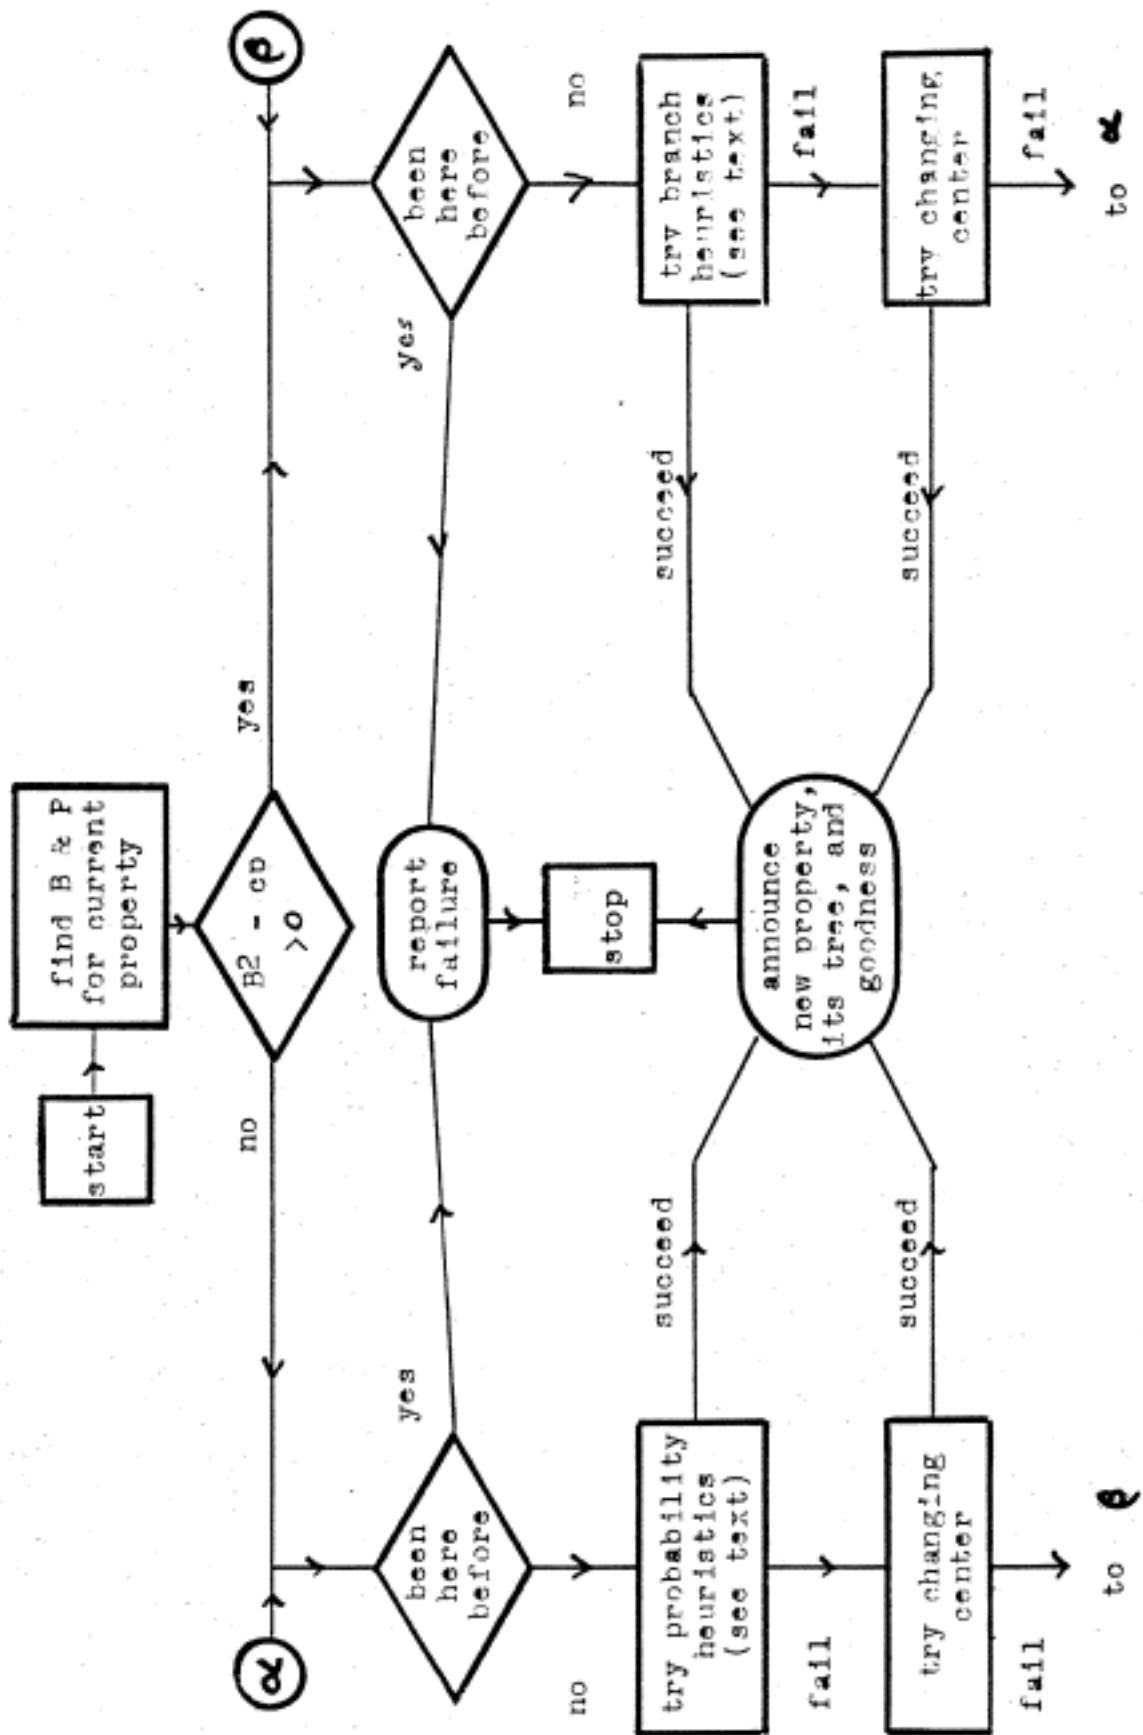 start
find B & P
for current
property
B2 - cp
>0
no
yes
α
β
been
here
before
yes
no
report
failure
been
here
before
yes
no
stop
try probability
heuristics
(see text)
succeed
fail
announce
new property,
its tree, and
goodness
try branch
heuristics
(see text)
succeed
fail
try changing
center
succeed
fail
to β
try changing
center
succeed
fail
to α